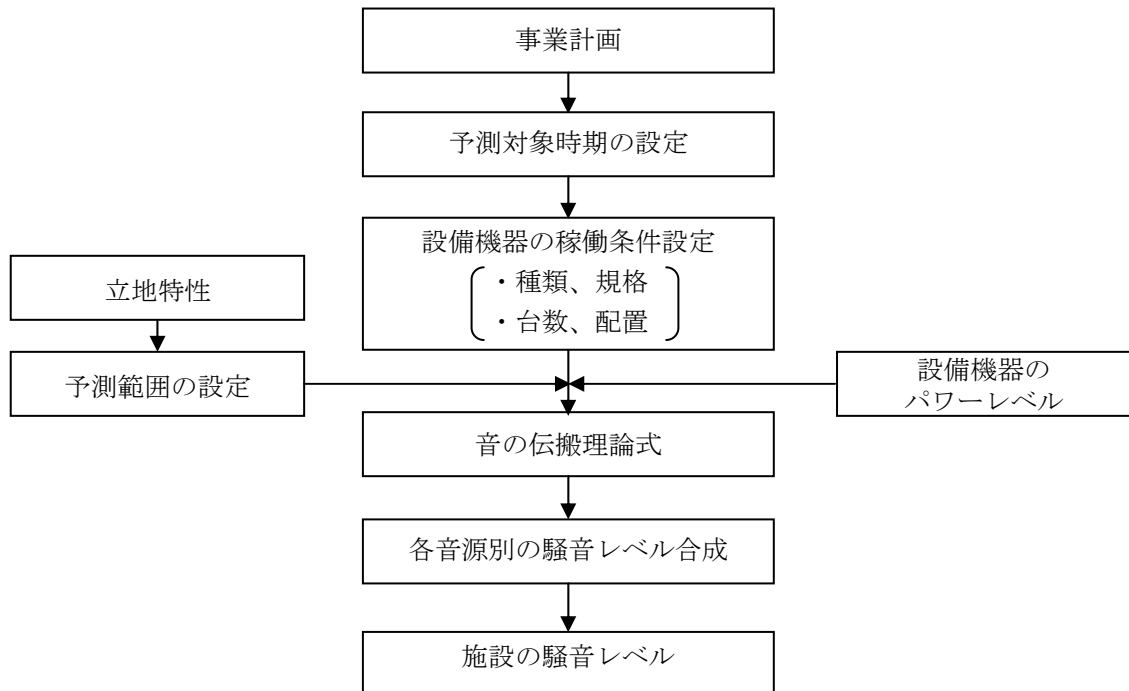 事業計画
予測対象時期の設定
設備機器の稼働条件設定
・種類、規格
・台数、配置
立地特性
予測範囲の設定
設備機器の
パワーレベル
音の伝搬理論式
各音源別の騒音レベル合成
施設の騒音レベル